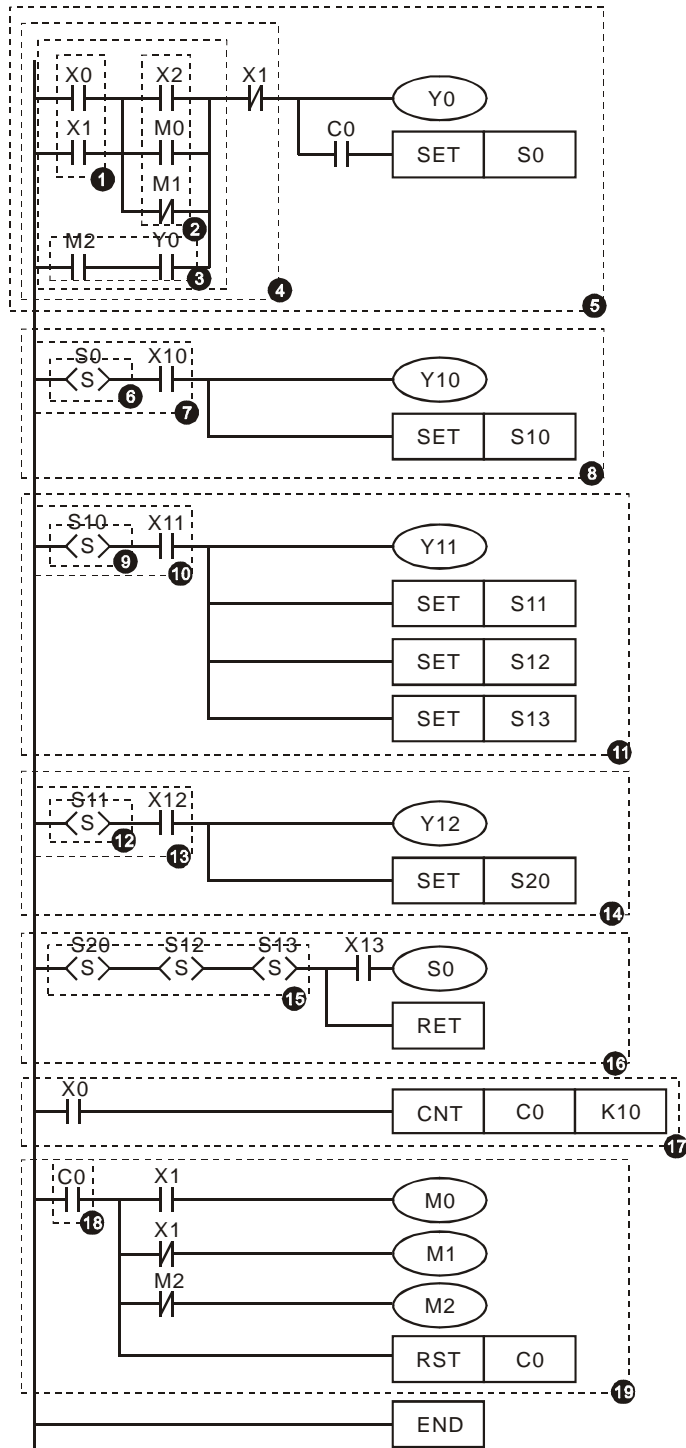 X0 X2 X1 Y0
X1 M0 C0 SET S0
1 M1
2
M2 Y0 3 4 5
S0 X10 Y10
S 6 7
SET S10
8
S10 X11 Y11
S 9 10
SET S11
SET S12
SET S13
11
S11 X12 Y12
S 12 13
SET S20
14
S20 S12 S13 X13 S0
S S S
15 RET
16
X0 CNT C0 K10
17
C0 X1 M0
18
X1 M1
M2 M2
RST C0
19
END